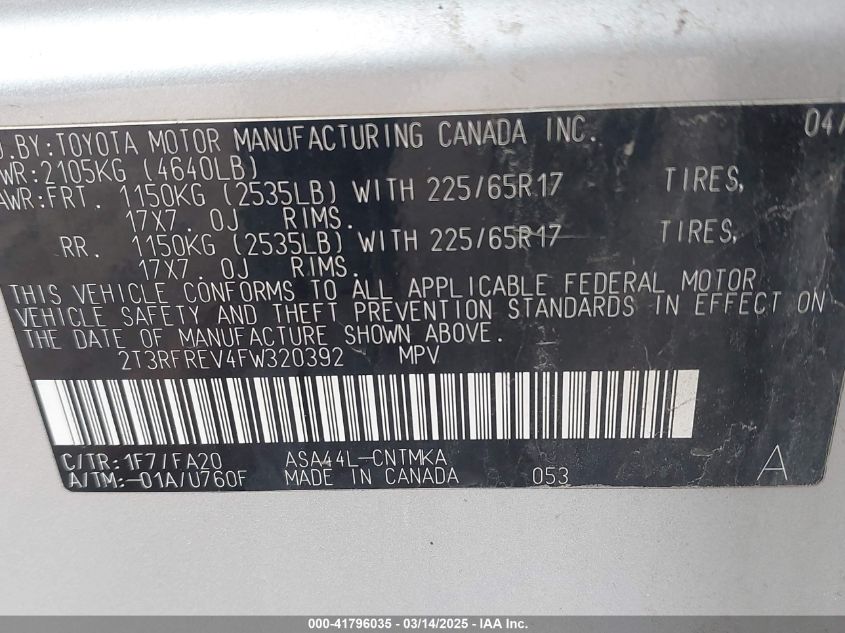 BY:TOYOTA MOTOR MANUFACTURING CANADA INC. 04/
WR:2105KG (4640LB)
AWR:FRT. 1150KG (2535LB) WITH 225/65R17 TIRES,
17X7.0J RIMS.
RR. 1150KG (2535LB) WITH 225/65R17 TIRES,
17X7.0J RIMS.
THIS VEHICLE CONFORMS TO ALL APPLICABLE FEDERAL MOTOR
VEHICLE SAFETY AND THEFT PREVENTION STANDARDS IN EFFECT ON
THE DATE OF MANUFACTURE SHOWN ABOVE.
2T3RFREV4FW320392 MPV
C/TR:1F7/FA20 ASA44L-CNTMKA
A/TM:-01A/U760F MADE IN CANADA 053 A
000-41796035 / 03/14/2025 - IAA Inc.